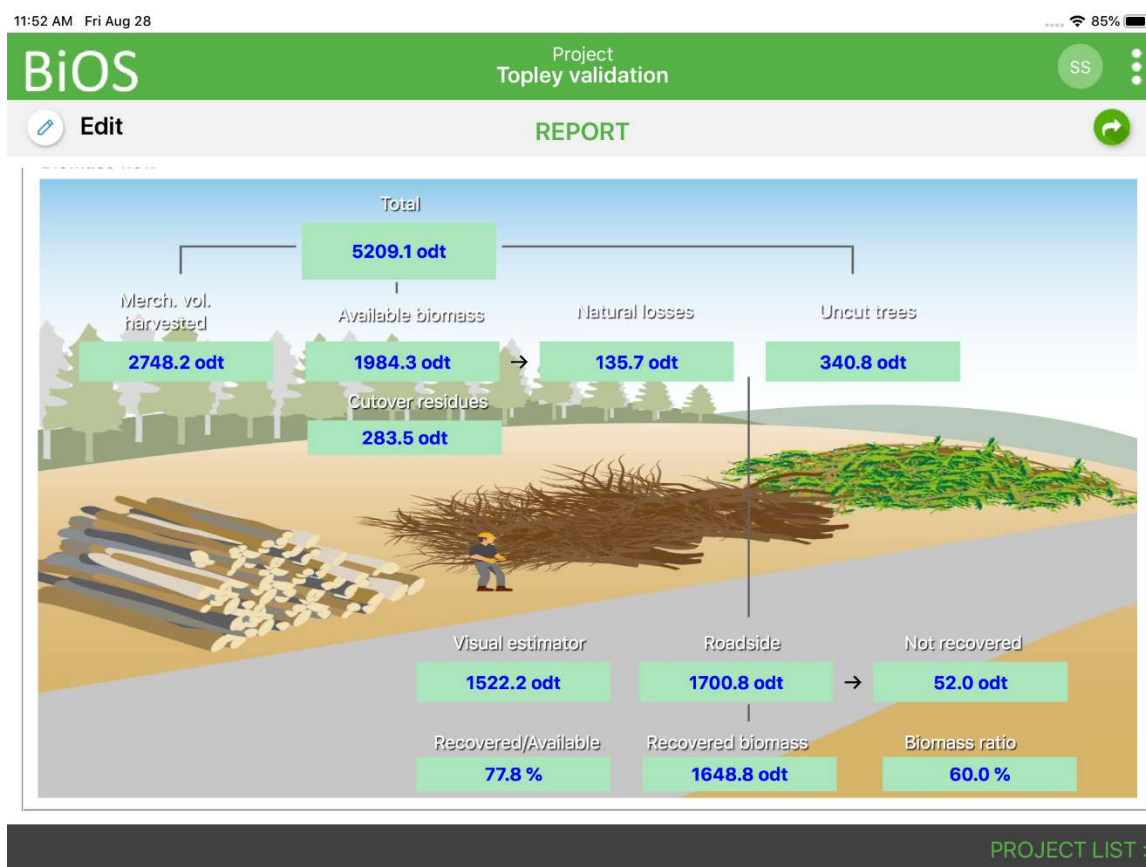 11:52 AM Fri Aug 28
85%
BiOS
Project
Topley validation
SS
Edit
REPORT
Total
5209.1 odt
Merch. vol.
harvested
Available biomass
Natural losses
Uncut trees
2748.2 odt
1984.3 odt
→
135.7 odt
340.8 odt
Cutover residues
283.5 odt
Visual estimator
Roadside
Not recovered
1522.2 odt
1700.8 odt
→
52.0 odt
Recovered/Available
Recovered biomass
Biomass ratio
77.8 %
1648.8 odt
60.0 %
PROJECT LIST